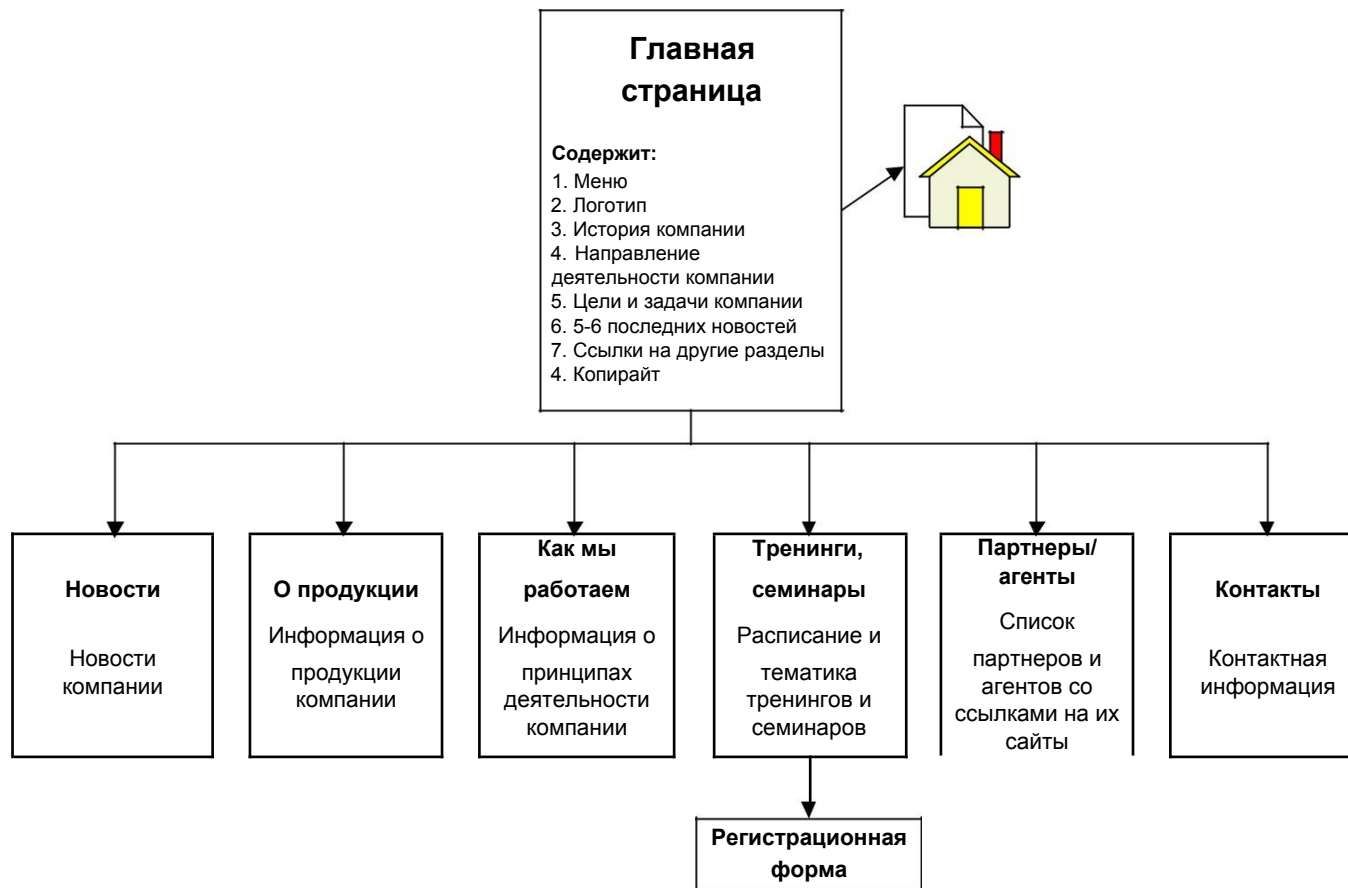 Главная
страница
Содержит:
1. Меню
2. Логотип
3. История компании
4. Направление
деятельности компании
5. Цели и задачи компании
6. 5-6 последних новостей
7. Ссылки на другие разделы
4. Копирайт
Новости
Новости
компании
О продукции
Информация о
продукции
компании
Как мы
работаем
Информация о
принципах
деятельности
компании
Тренинги,
семинары
Расписание и
тематика
тренингов и
семинаров
Партнеры/
агенты
Список
партнеров и
агентов со
ссылками на их
сайты
Контакты
Контактная
информация
Регистрационная
форма